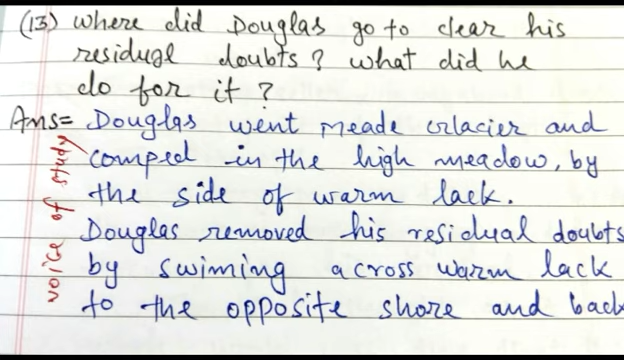 (13) where did Douglas go to clear his
residual doubts? what did he
do for it?
Ans= Douglas went Meade Glacier and
comped in the high meadow, by
the side of warm lack.
Douglas removed his residual doubts
by swiming across warm lack
to the opposite shore and back
voice of study